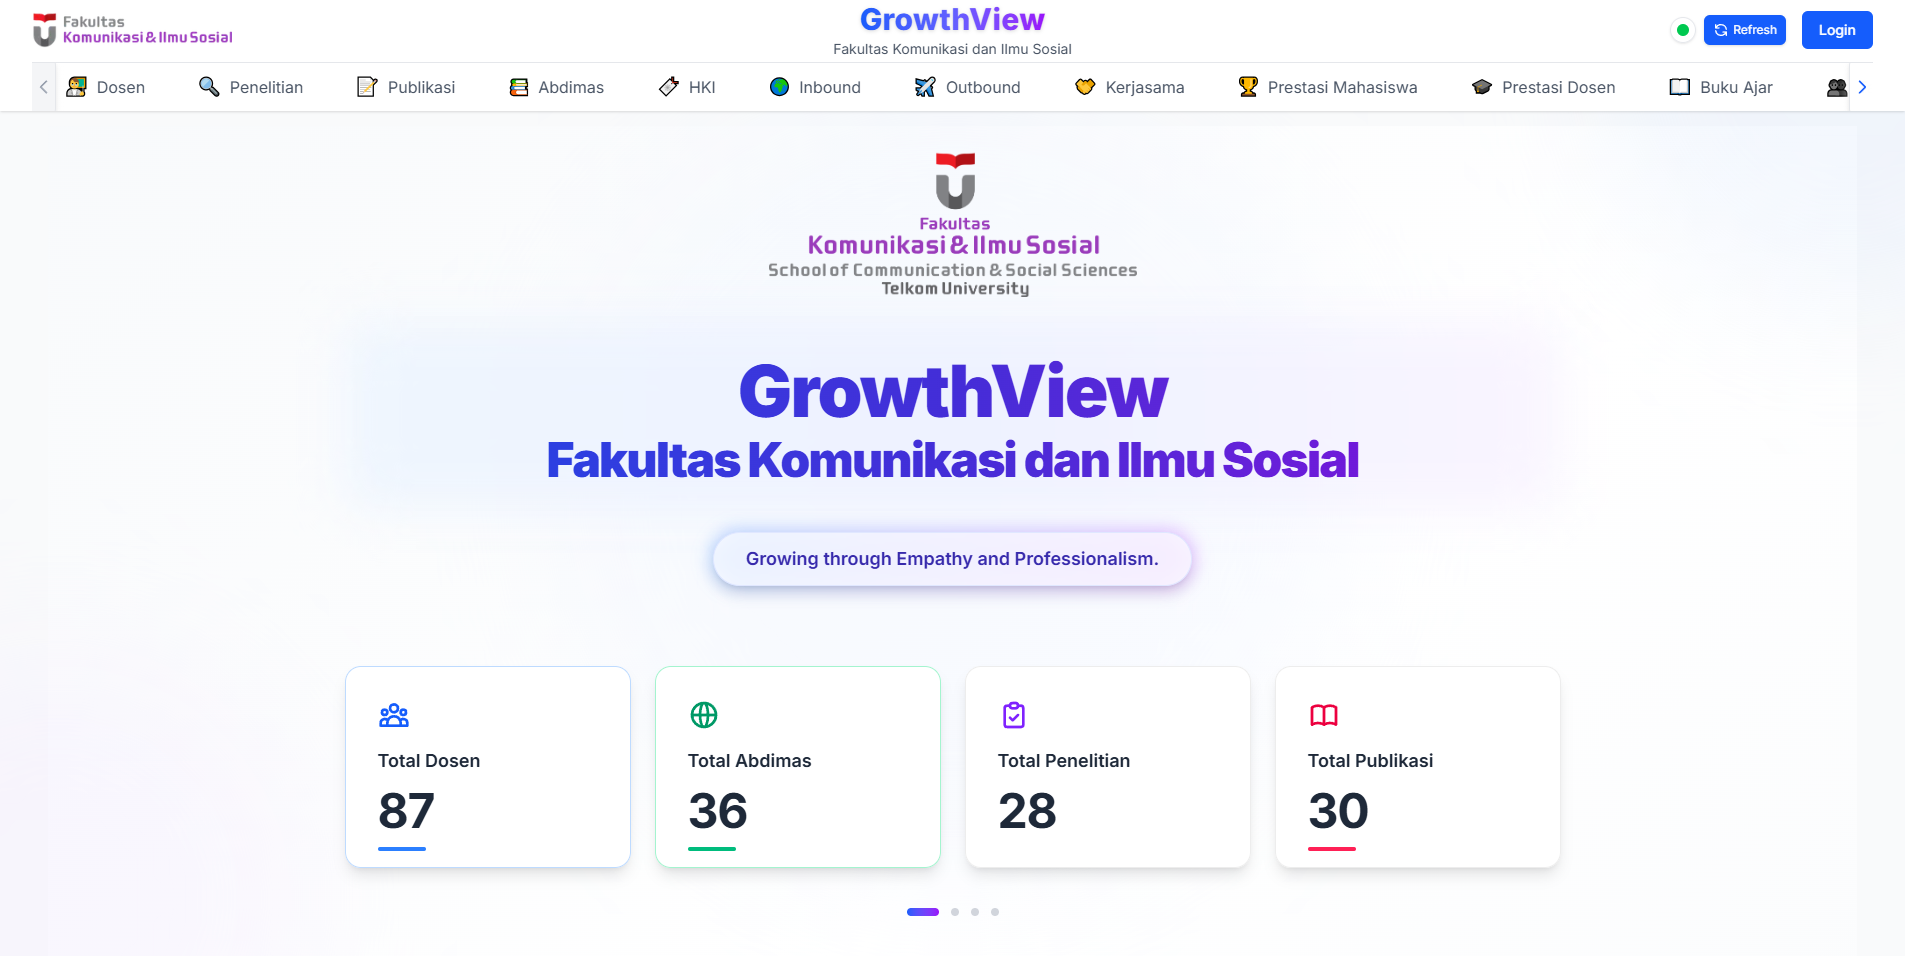 Fakultas
Komunikasi & Ilmu Sosial
GrowthView
Fakultas Komunikasi dan Ilmu Sosial
Refresh
Login
Dosen
Penelitian
Publikasi
Abdimas
HKI
Inbound
Outbound
Kerjasama
Prestasi Mahasiswa
Prestasi Dosen
Buku Ajar
Fakultas
Komunikasi & Ilmu Sosial
School of Communication & Social Sciences
Telkom University
GrowthView
Fakultas Komunikasi dan Ilmu Sosial
Growing through Empathy and Professionalism.
Total Dosen
87
Total Abdimas
36
Total Penelitian
28
Total Publikasi
30